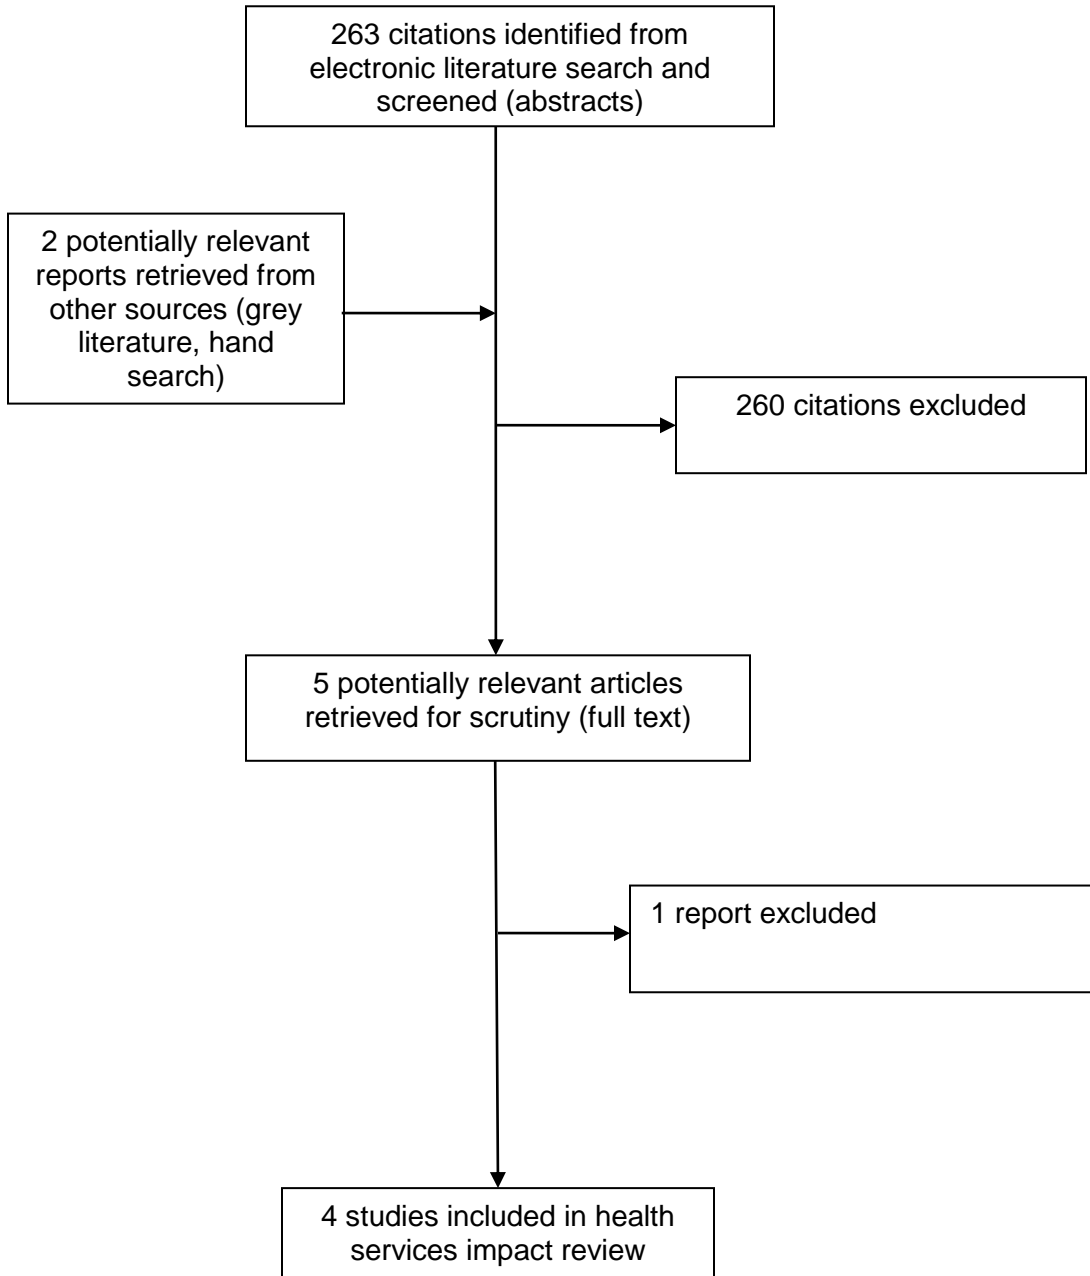 263 citations identified from
electronic literature search and
screened (abstracts)
2 potentially relevant
reports retrieved from
other sources (grey
literature, hand
search)
260 citations excluded
5 potentially relevant articles
retrieved for scrutiny (full text)
1 report excluded
4 studies included in health
services impact review